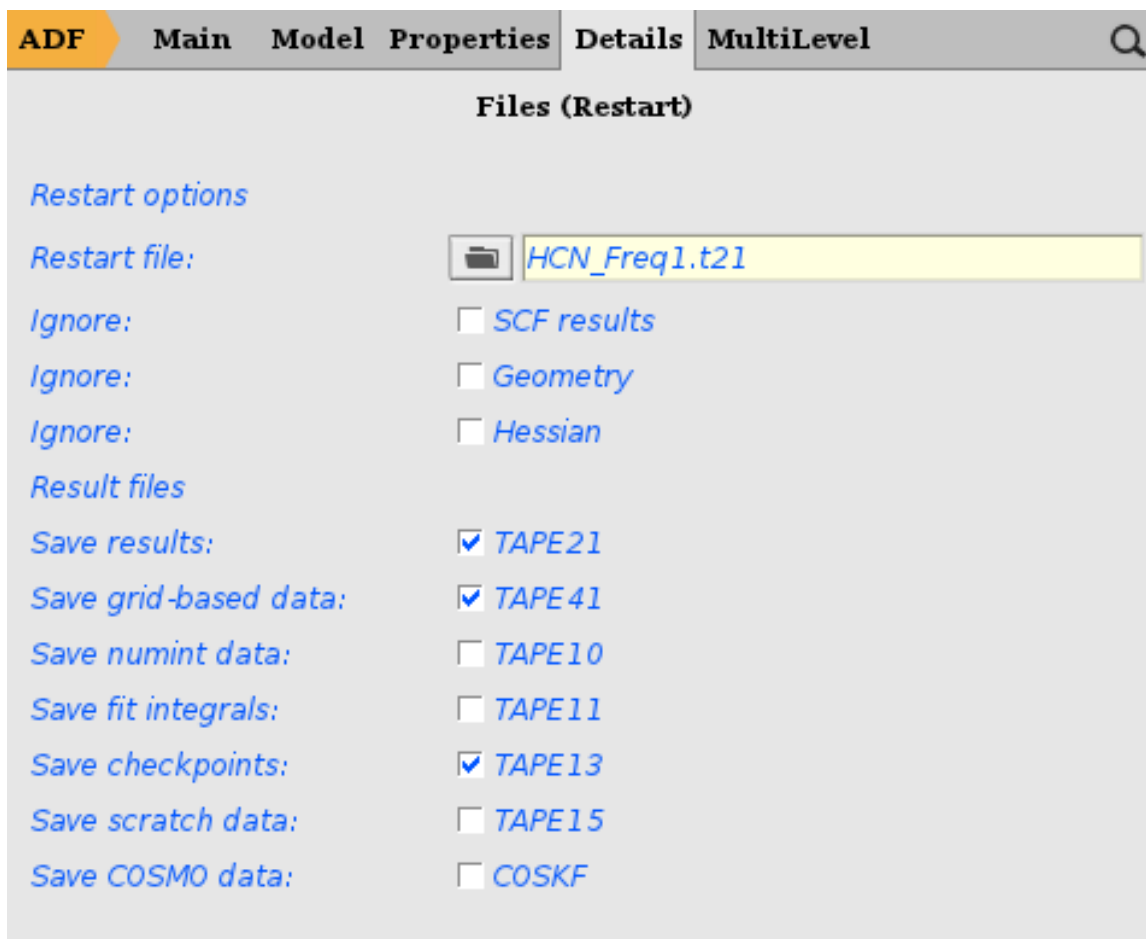 ADF Main Model Properties Details MultiLevel
Files (Restart)
Restart options
Restart file: HCN_Freq1.t21
Ignore: SCF results
Ignore: Geometry
Ignore: Hessian
Result files
Save results: TAPE21
Save grid-based data: TAPE41
Save numint data: TAPE10
Save fit integrals: TAPE11
Save checkpoints: TAPE13
Save scratch data: TAPE15
Save COSMO data: COSKF